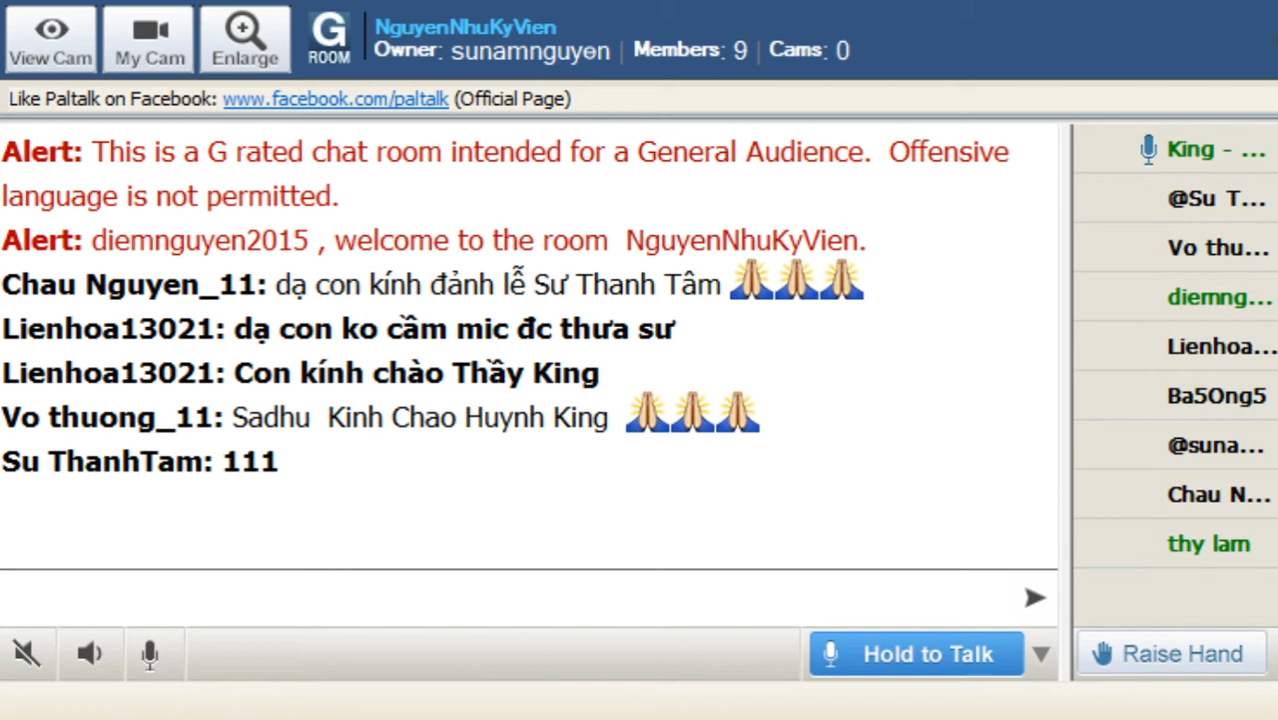 View Cam
My Cam
Enlarge
G
ROOM
NguyenNhuKyVien
Owner: sunamnguyen | Members: 9 | Cams: 0
Like Paltalk on Facebook: www.facebook.com/paltalk (Official Page)
Alert: This is a G rated chat room intended for a General Audience. Offensive
language is not permitted.
Alert: diemnguyen2015 , welcome to the room NguyenNhuKyVien.
Chau Nguyen_11: dạ con kính đảnh lễ Sư Thanh Tâm
Lienhoa13021: dạ con ko cầm mic đc thưa sư
Lienhoa13021: Con kính chào Thầy King
Vo thuong_11: Sadhu Kinh Chao Huynh King
Su ThanhTam: 111
King - ...
@Su T...
Vo thu...
diemng...
Lienhoa...
Ba5Ong5
@suna...
Chau N...
thy lam
Hold to Talk
Raise Hand